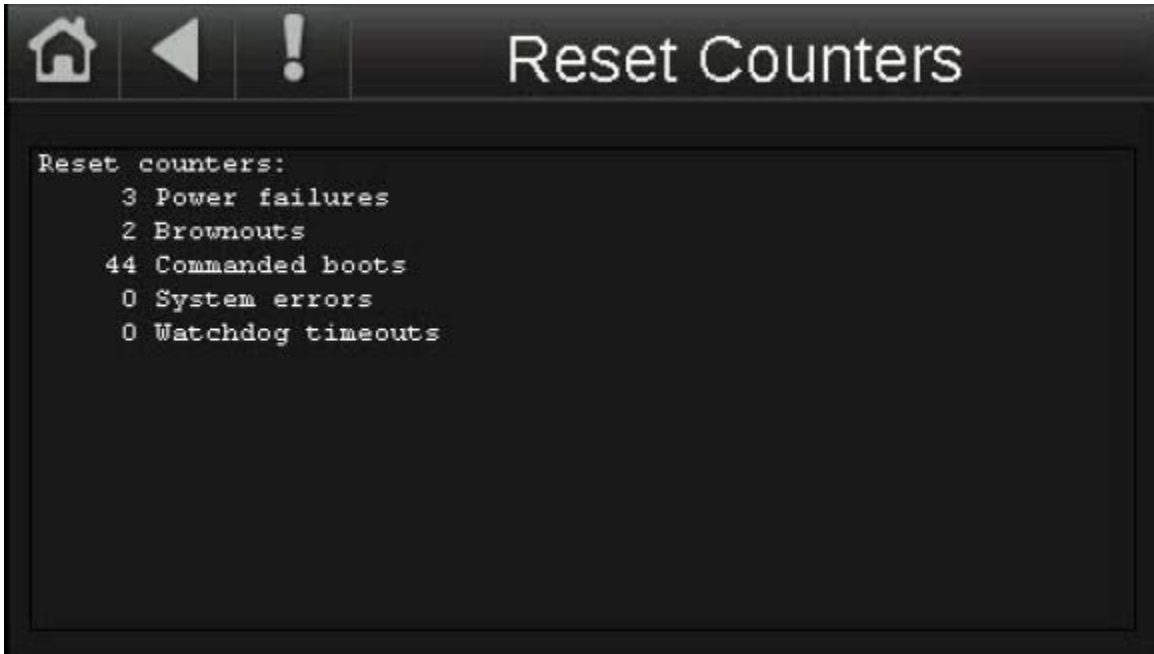 Reset Counters
Reset counters:
3 Power failures
2 Brownouts
44 Commanded boots
0 System errors
0 Watchdog timeouts